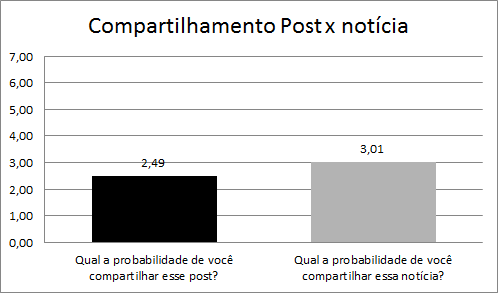 Compartilhamento Post x notícia
7,00
6,00
5,00
4,00
3,00
2,00
1,00
0,00
2,49
3,01
Qual a probabilidade de você
compartilhar esse post?
Qual a probabilidade de você
compartilhar essa notícia?